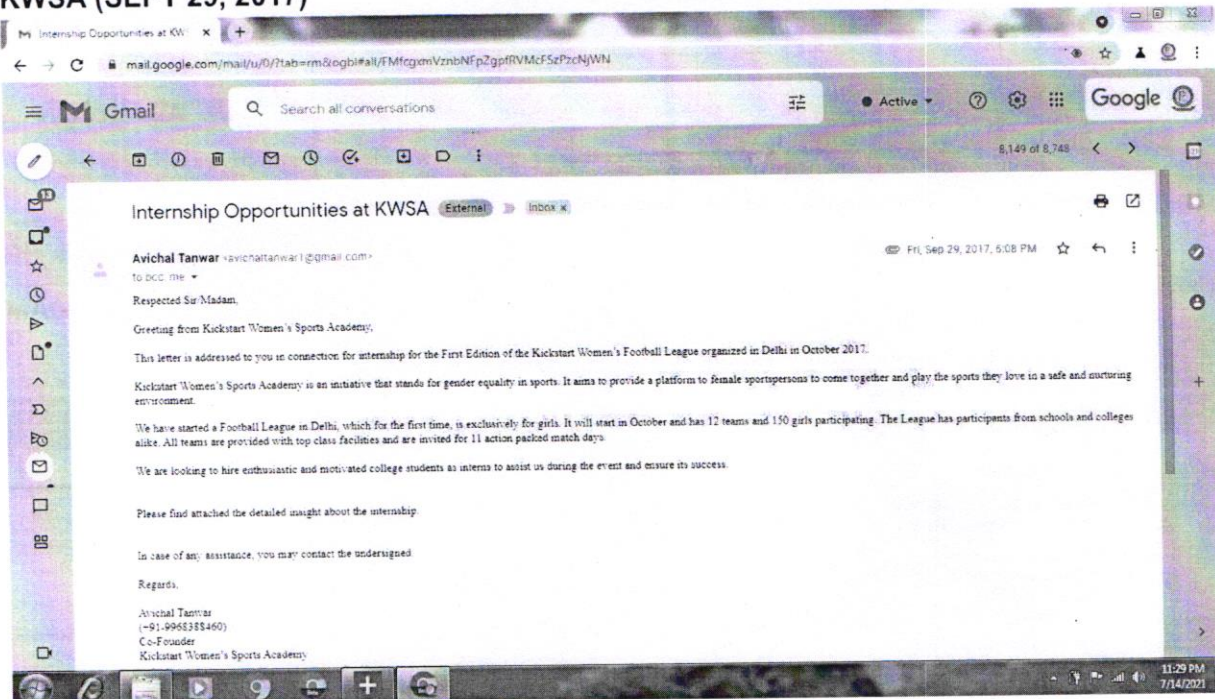 KWSA (SEPT 29, 2017)
Internship Opportunities at KW
mail.google.com/mail/u/0/?tab=rm&ogbl#all/FMfcgxmVznbNFpZgpfRVMcFSzPzcNjWN
Gmail
Search all conversations
Active
Google
8,149 of 8,748
Internship Opportunities at KWSA External Inbox x
Avichal Tanwar <avichaltanwar1@gmail.com>
Fri, Sep 29, 2017, 6:08 PM
to bcc: me
Respected Sir/Madam,
Greeting from Kickstart Women's Sports Academy,
This letter is addressed to you in connection for internship for the First Edition of the Kickstart Women's Football League organized in Delhi in October 2017.
Kickstart Women's Sports Academy is an initiative that stands for gender equality in sports. It aims to provide a platform to female sportspersons to come together and play the sports they love in a safe and nurturing
environment.
We have started a Football League in Delhi, which for the first time, is exclusively for girls. It will start in October and has 12 teams and 150 girls participating. The League has participants from schools and colleges
alike. All teams are provided with top class facilities and are invited for 11 action packed match days.
We are looking to hire enthusiastic and motivated college students as interns to assist us during the event and ensure its success.
Please find attached the detailed insight about the internship.
In case of any assistance, you may contact the undersigned.
Regards,
Avichal Tanwar
(+91-9968388460)
Co-Founder
Kickstart Women's Sports Academy
11:29 PM
7/14/2021